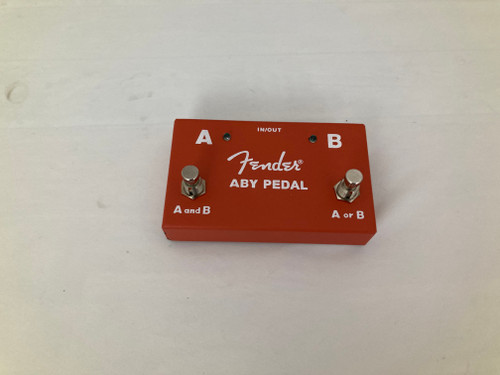 IN/OUT
A B
Fender®
ABY PEDAL
A and B A or B